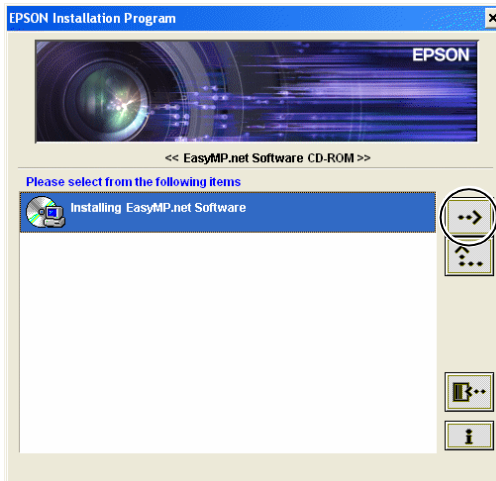 EPSON Installation Program
EPSON
<< EasyMP.net Software CD-ROM >>
Please select from the following items
Installing EasyMP.net Software